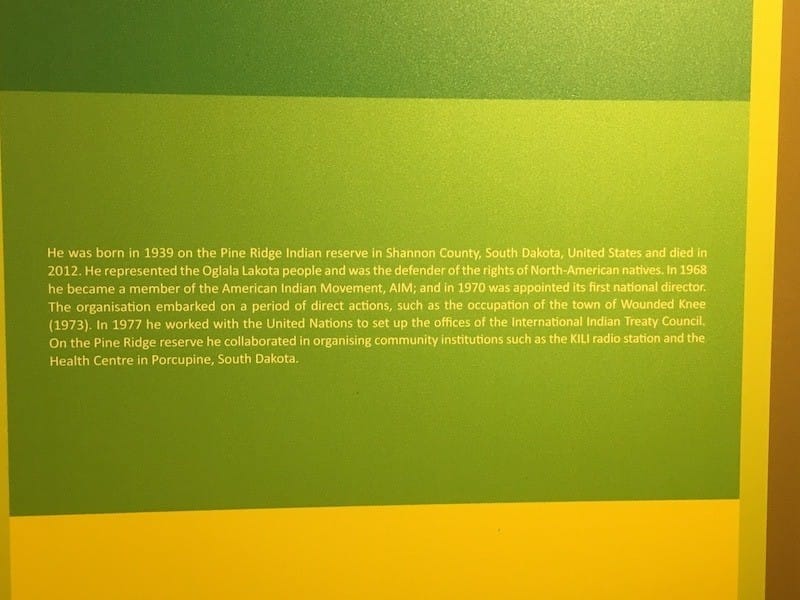 He was born in 1939 on the Pine Ridge Indian reserve in Shannon County, South Dakota, United States and died in
2012. He represented the Oglala Lakota people and was the defender of the rights of North-American natives. In 1968
he became a member of the American Indian Movement, AIM; and in 1970 was appointed its first national director.
The organisation embarked on a period of direct actions, such as the occupation of the town of Wounded Knee
(1973). In 1977 he worked with the United Nations to set up the offices of the International Indian Treaty Council.
On the Pine Ridge reserve he collaborated in organising community institutions such as the KILI radio station and the
Health Centre in Porcupine, South Dakota.